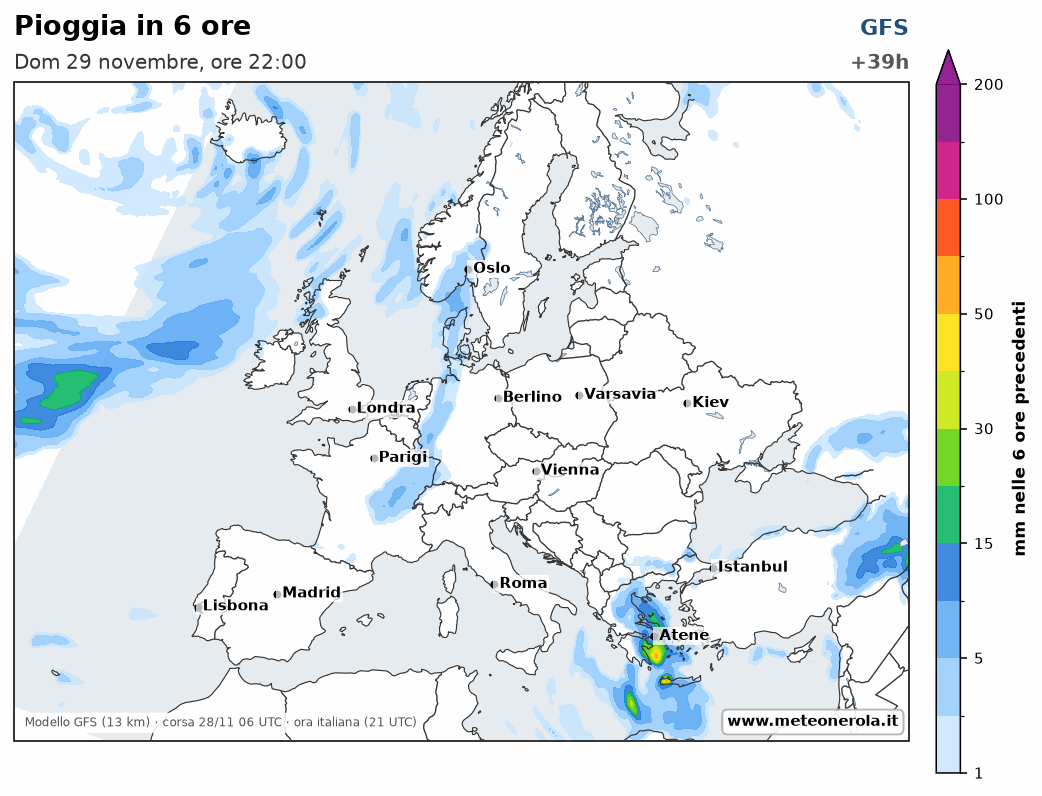 Pioggia in 6 ore
GFS
Dom 29 novembre, ore 22:00
+39h
Oslo
Londra
Berlino
Varsavia
Kiev
Parigi
Vienna
Madrid
Lisbona
Roma
Istanbul
Atene
Modello GFS (13 km) · corsa 28/11 06 UTC · ora italiana (21 UTC)
www.meteonerola.it
200
100
50
30
15
5
1
mm nelle 6 ore precedenti